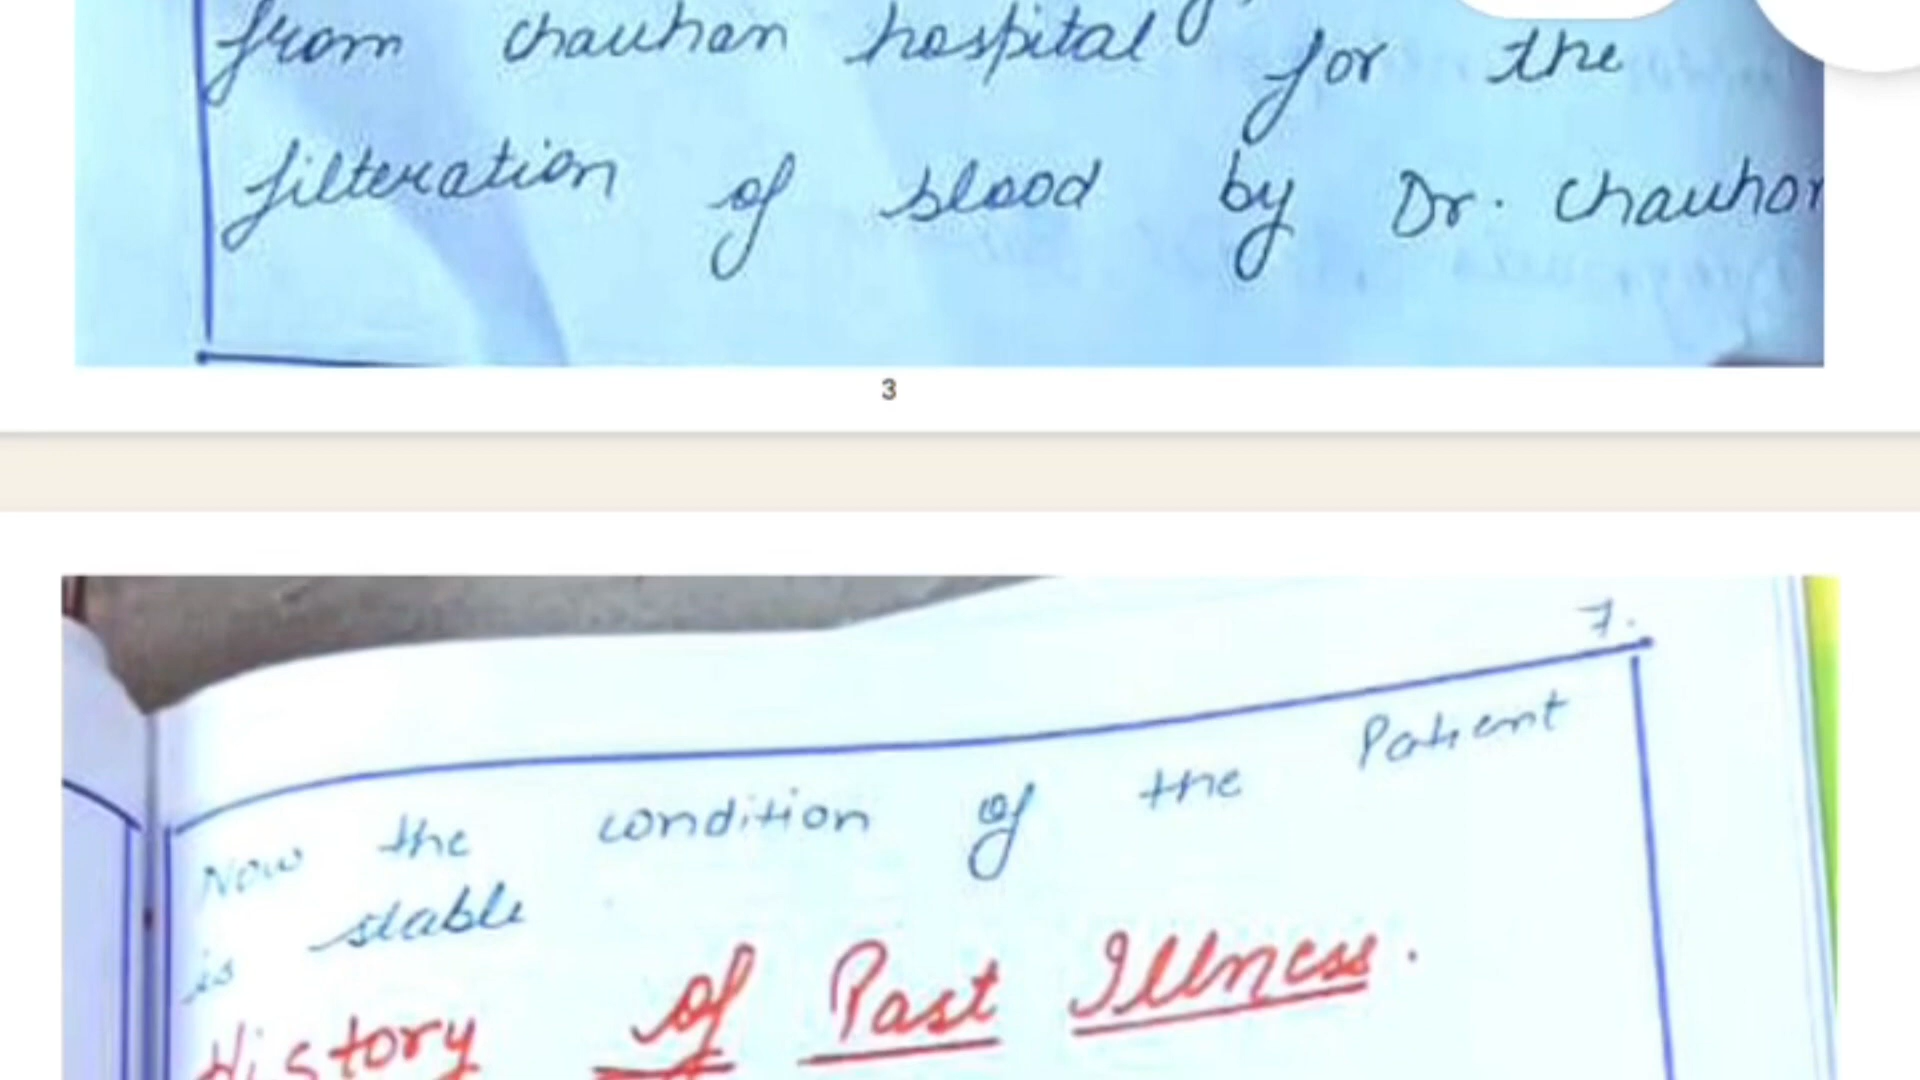 from chauhan hospital for the
filteration of blood by Dr. Chauhan
3
7.
Now the condition of the Patient
is stable
History of Past Illness.